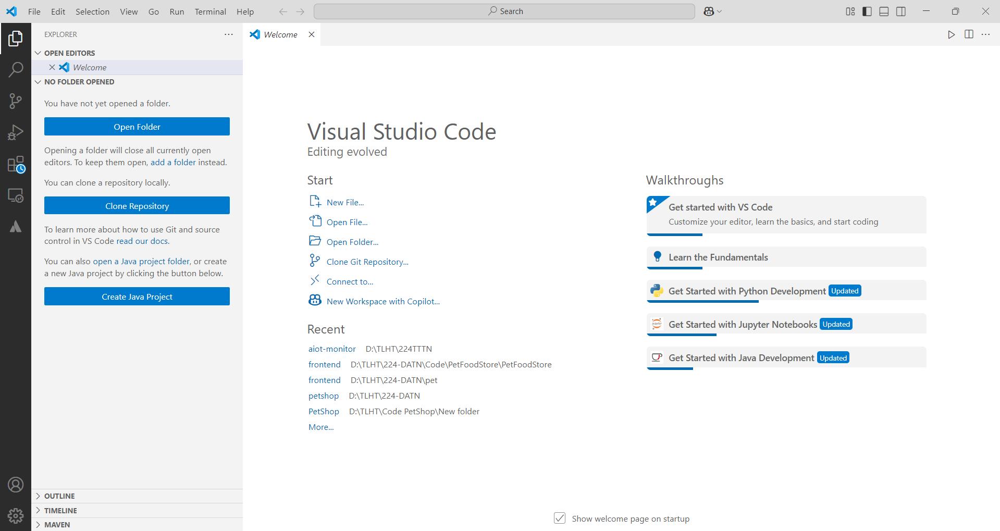 File Edit Selection View Go Run Terminal Help
Search
EXPLORER
OPEN EDITORS
Welcome
NO FOLDER OPENED
You have not yet opened a folder.
Open Folder
Opening a folder will close all currently open
editors. To keep them open, add a folder instead.
You can clone a repository locally.
Clone Repository
To learn more about how to use Git and source
control in VS Code read our docs.
You can also open a Java project folder, or create
a new Java project by clicking the button below.
Create Java Project
OUTLINE
TIMELINE
MAVEN
Welcome
Visual Studio Code
Editing evolved
Start
New File...
Open File...
Open Folder...
Clone Git Repository...
Connect to...
New Workspace with Copilot...
Recent
aiot-monitor D:\TLHT\224TTTN
frontend D:\TLHT\224-DATN\Code\PetFoodStore\PetFoodStore
frontend D:\TLHT\224-DATN\pet
petshop D:\TLHT\224-DATN
PetShop D:\TLHT\Code PetShop\New folder
More...
Walkthroughs
Get started with VS Code
Customize your editor, learn the basics, and start coding
Learn the Fundamentals
Get Started with Python Development Updated
jupyter
Get Started with Jupyter Notebooks Updated
Get Started with Java Development Updated
Show welcome page on startup